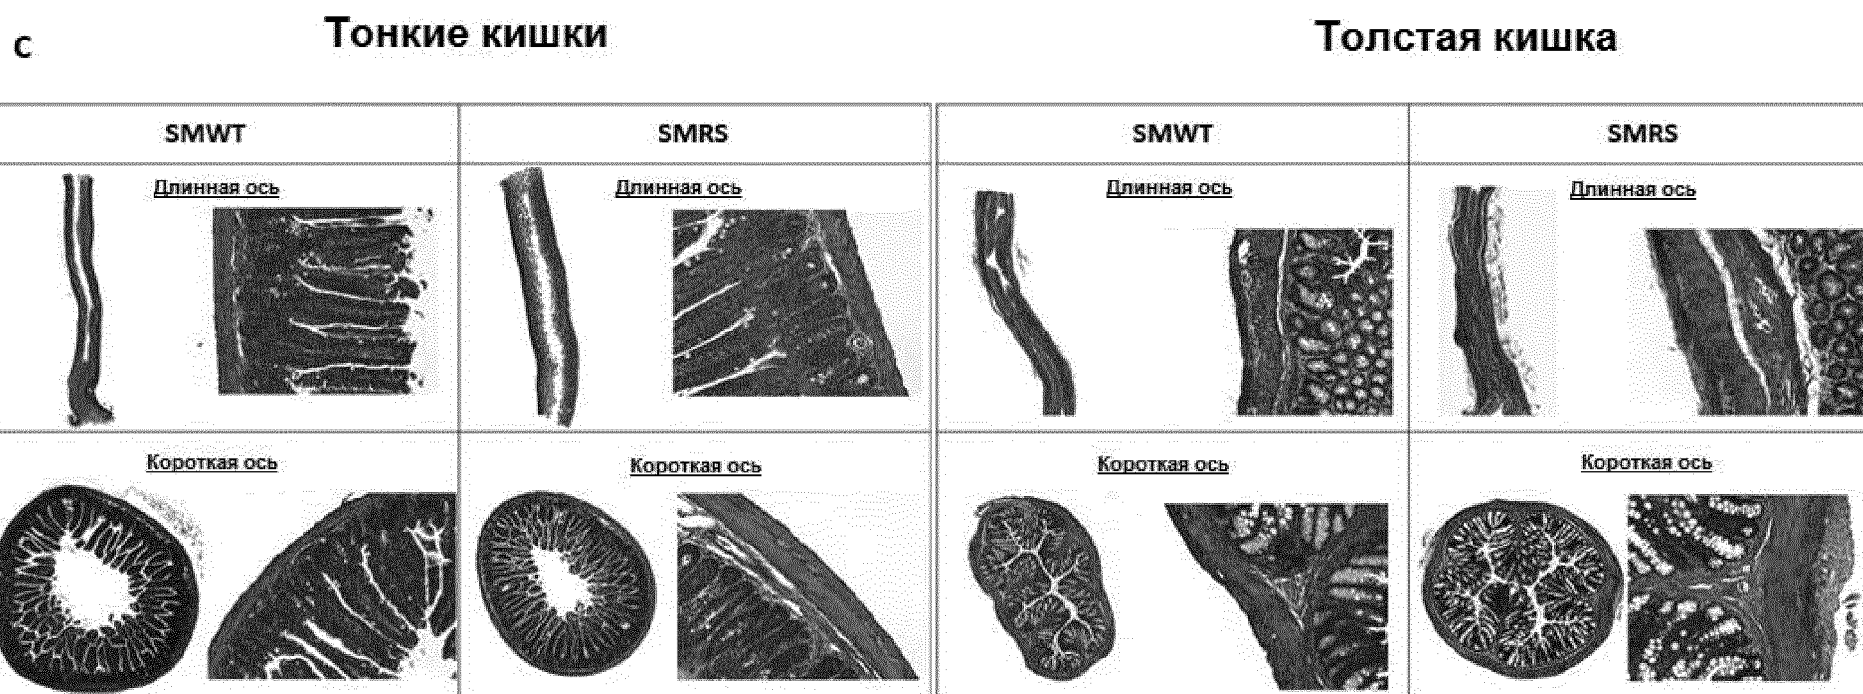 C
Тонкие кишки
Толстая кишка
SMWT
SMRS
SMWT
SMRS
Длинная ось
Длинная ось
Длинная ось
Длинная ось
Короткая ось
Короткая ось
Короткая ось
Короткая ось